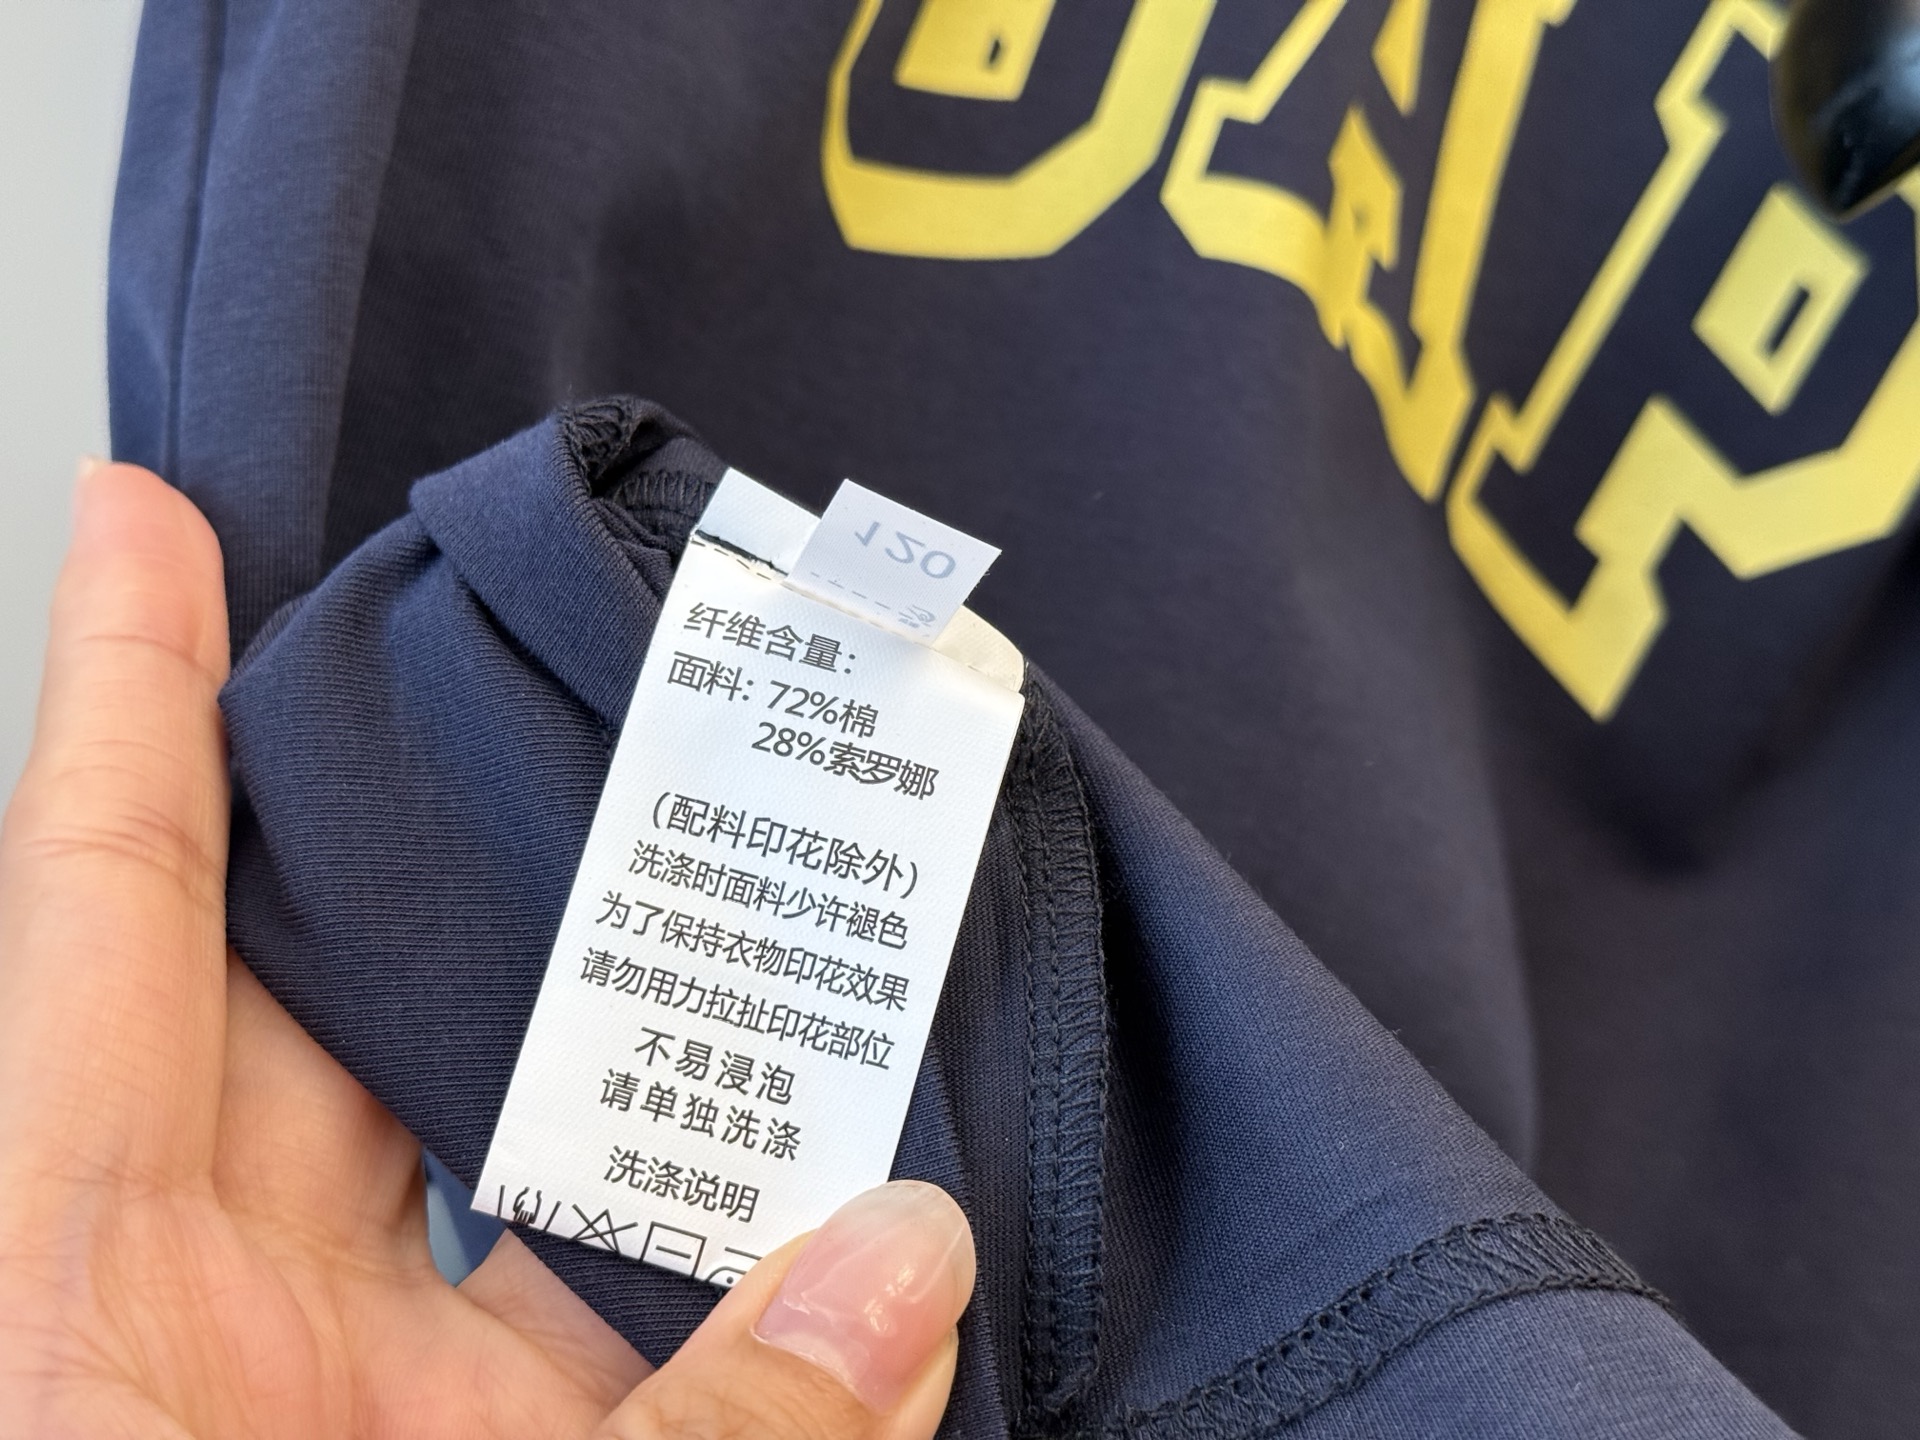 120
纤维含量：
面料：72%棉
28%索罗娜
（配料印花除外）
洗涤时面料少许褪色
为了保持衣物印花效果
请勿用力拉扯印花部位
不易浸泡
请单独洗涤
洗涤说明